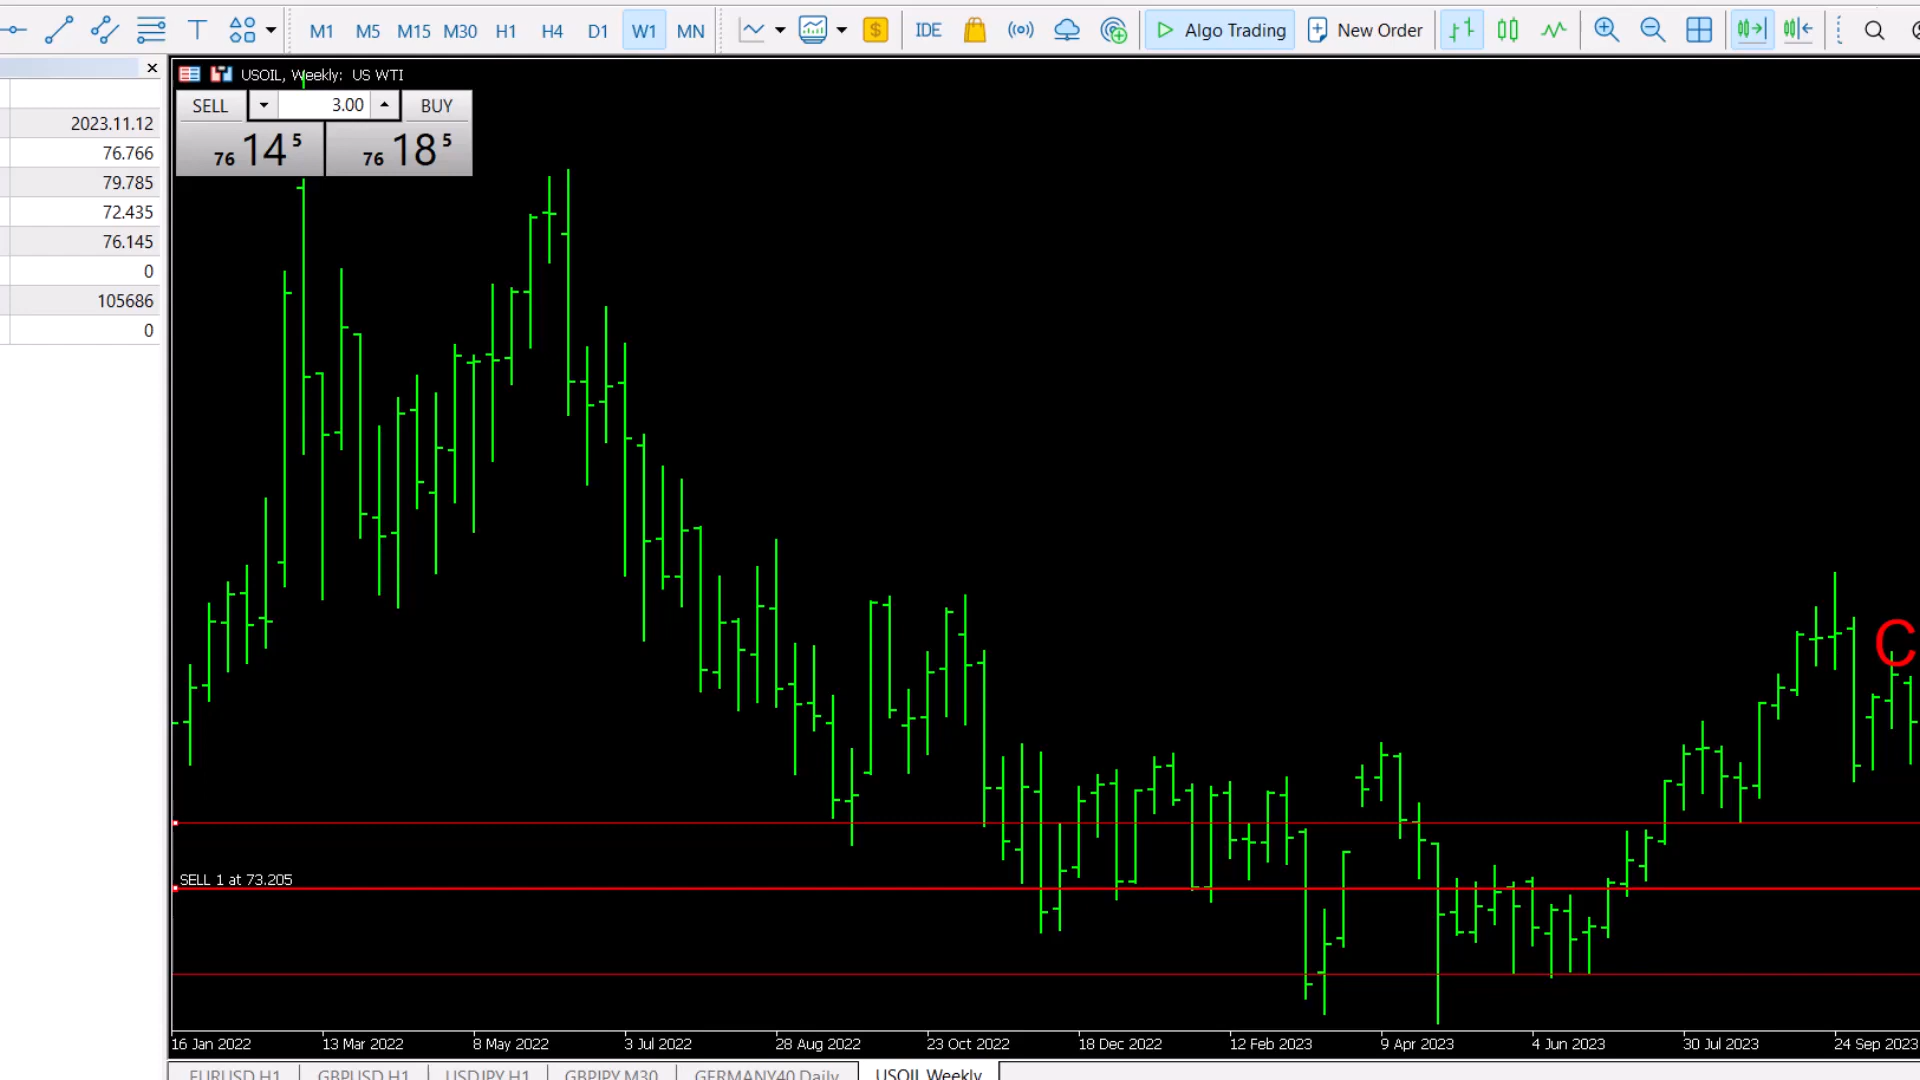 T M1 M5 M15 M30 H1 H4 D1 W1 MN $ IDE Algo Trading New Order
USOIL, Weekly: US WTI
SELL 3.00 BUY
76 14 5 76 18 5
2023.11.12
76.766
79.785
72.435
76.145
0
105686
0
C
SELL 1 at 73.205
16 Jan 2022 13 Mar 2022 8 May 2022 3 Jul 2022 28 Aug 2022 23 Oct 2022 18 Dec 2022 12 Feb 2023 9 Apr 2023 4 Jun 2023 30 Jul 2023 24 Sep 2023
EURUSD,H1 GBPUSD,H1 USDJPY,H1 GBPJPY,M30 GERMANY40,Daily USOIL,Weekly